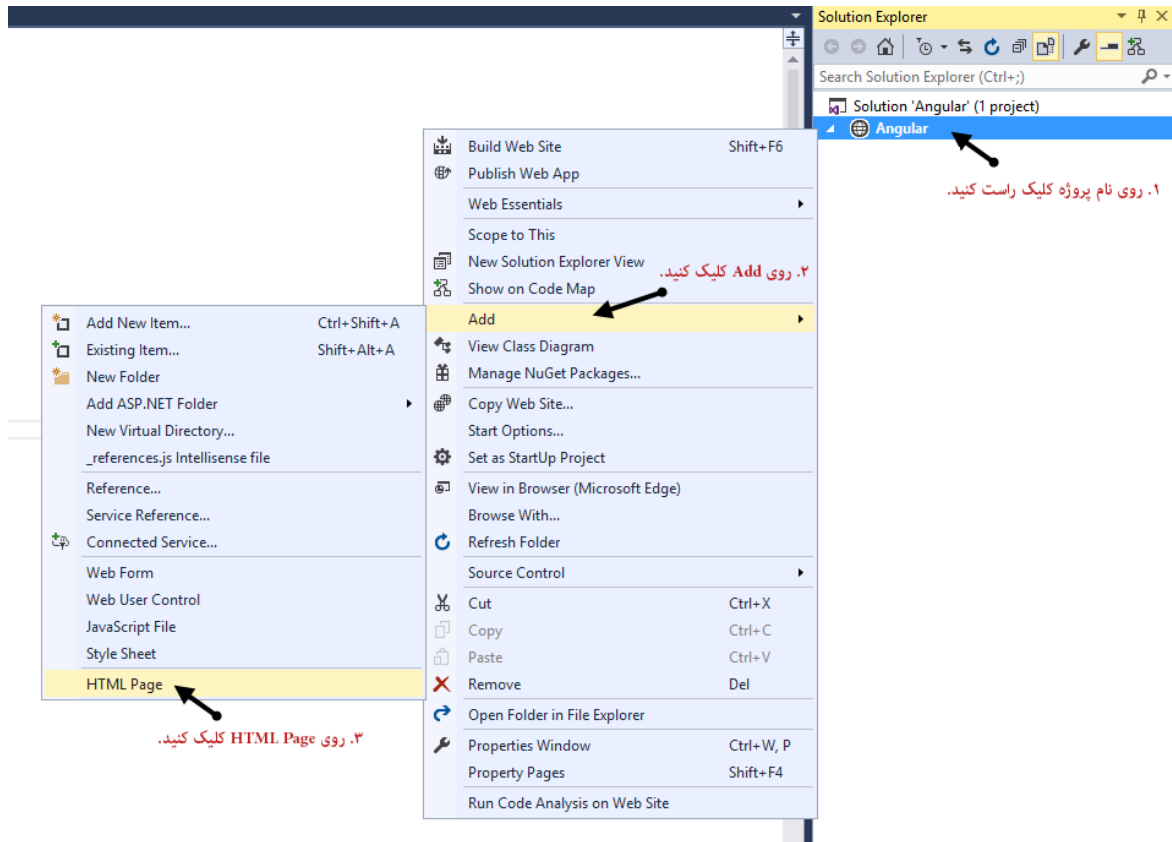 Solution Explorer
Search Solution Explorer (Ctrl+;)
Solution 'Angular' (1 project)
Angular
۱. روی نام پروژه کلیک راست کنید.
Build Web Site Shift+F6
Publish Web App
Web Essentials
Scope to This
New Solution Explorer View
۲. روی Add کلیک کنید.
Show on Code Map
Add
View Class Diagram
Manage NuGet Packages...
Copy Web Site...
Start Options...
Set as StartUp Project
View in Browser (Microsoft Edge)
Browse With...
Refresh Folder
Source Control
Cut Ctrl+X
Copy Ctrl+C
Paste Ctrl+V
Remove Del
Open Folder in File Explorer
Properties Window Ctrl+W, P
Property Pages Shift+F4
Run Code Analysis on Web Site
Add New Item... Ctrl+Shift+A
Existing Item... Shift+Alt+A
New Folder
Add ASP.NET Folder
New Virtual Directory...
_references.js Intellisense file
Reference...
Service Reference...
Connected Service...
Web Form
Web User Control
JavaScript File
Style Sheet
HTML Page
۳. روی HTML Page کلیک کنید.